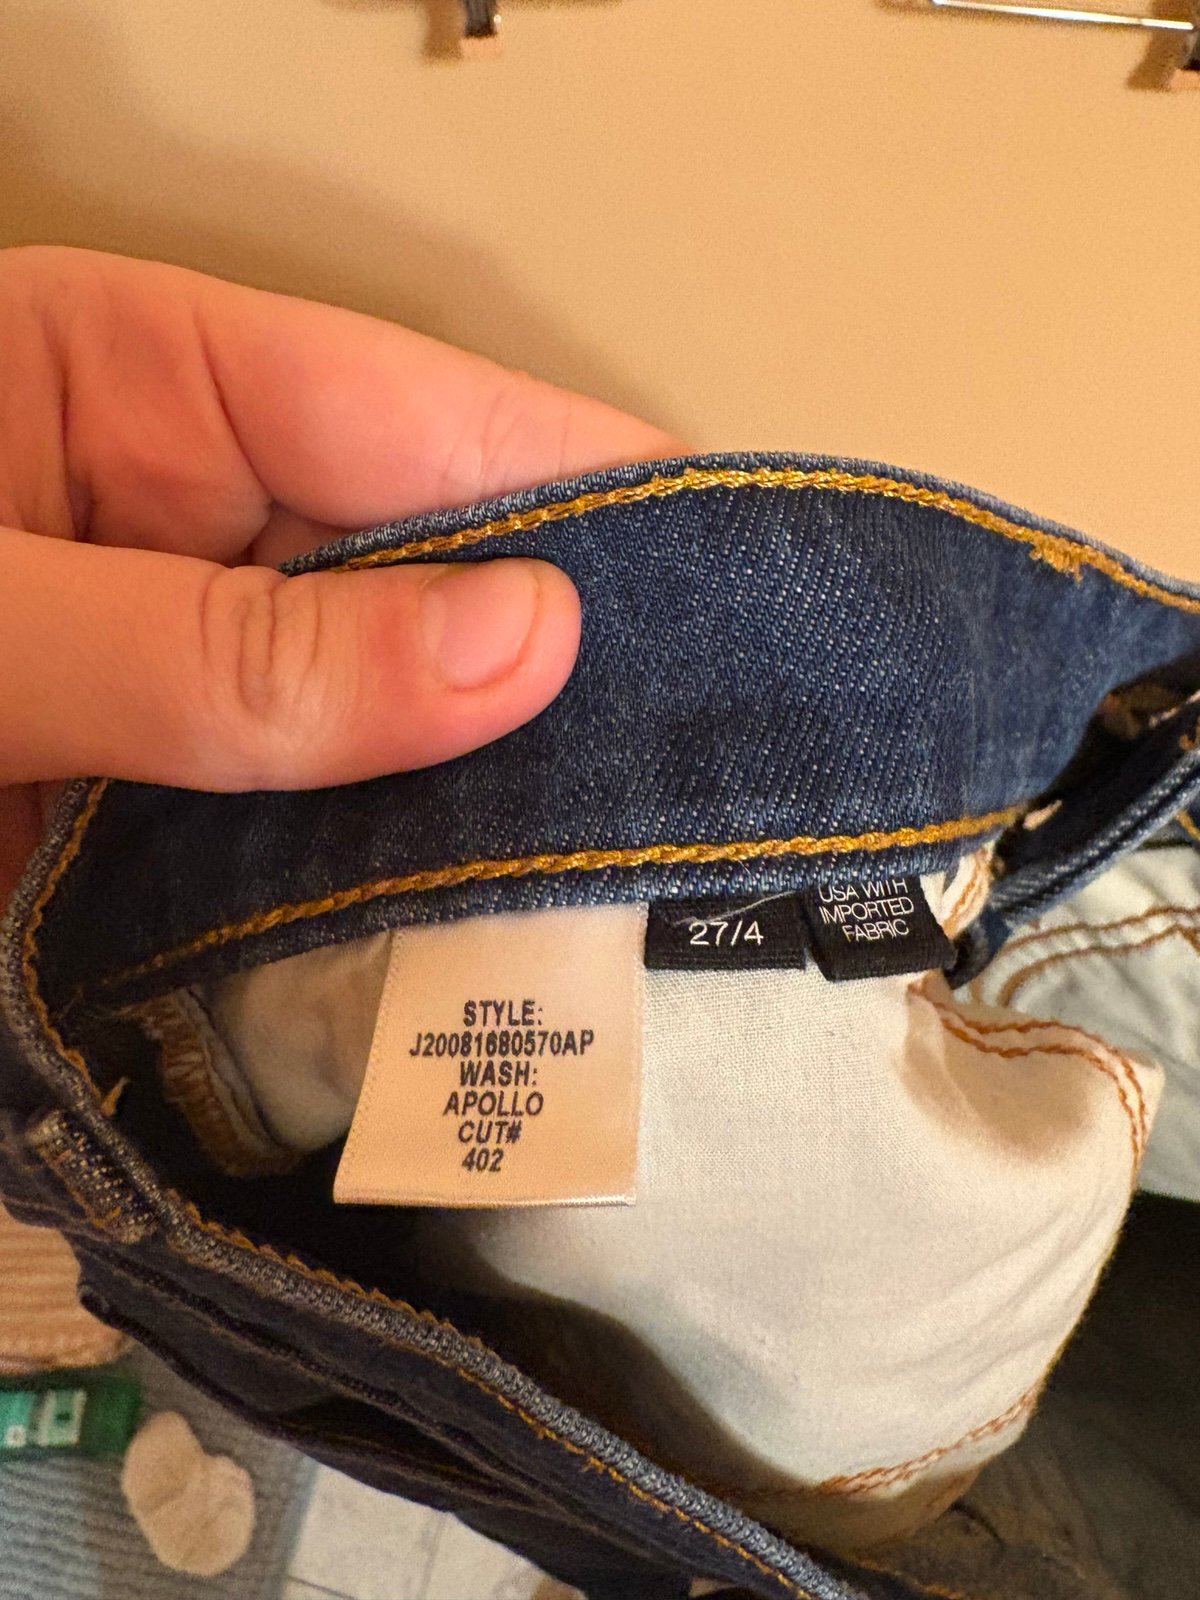 STYLE:
J20081680570AP
WASH:
APOLLO
CUT#
402
27/4
USA WITH
IMPORTED
FABRIC